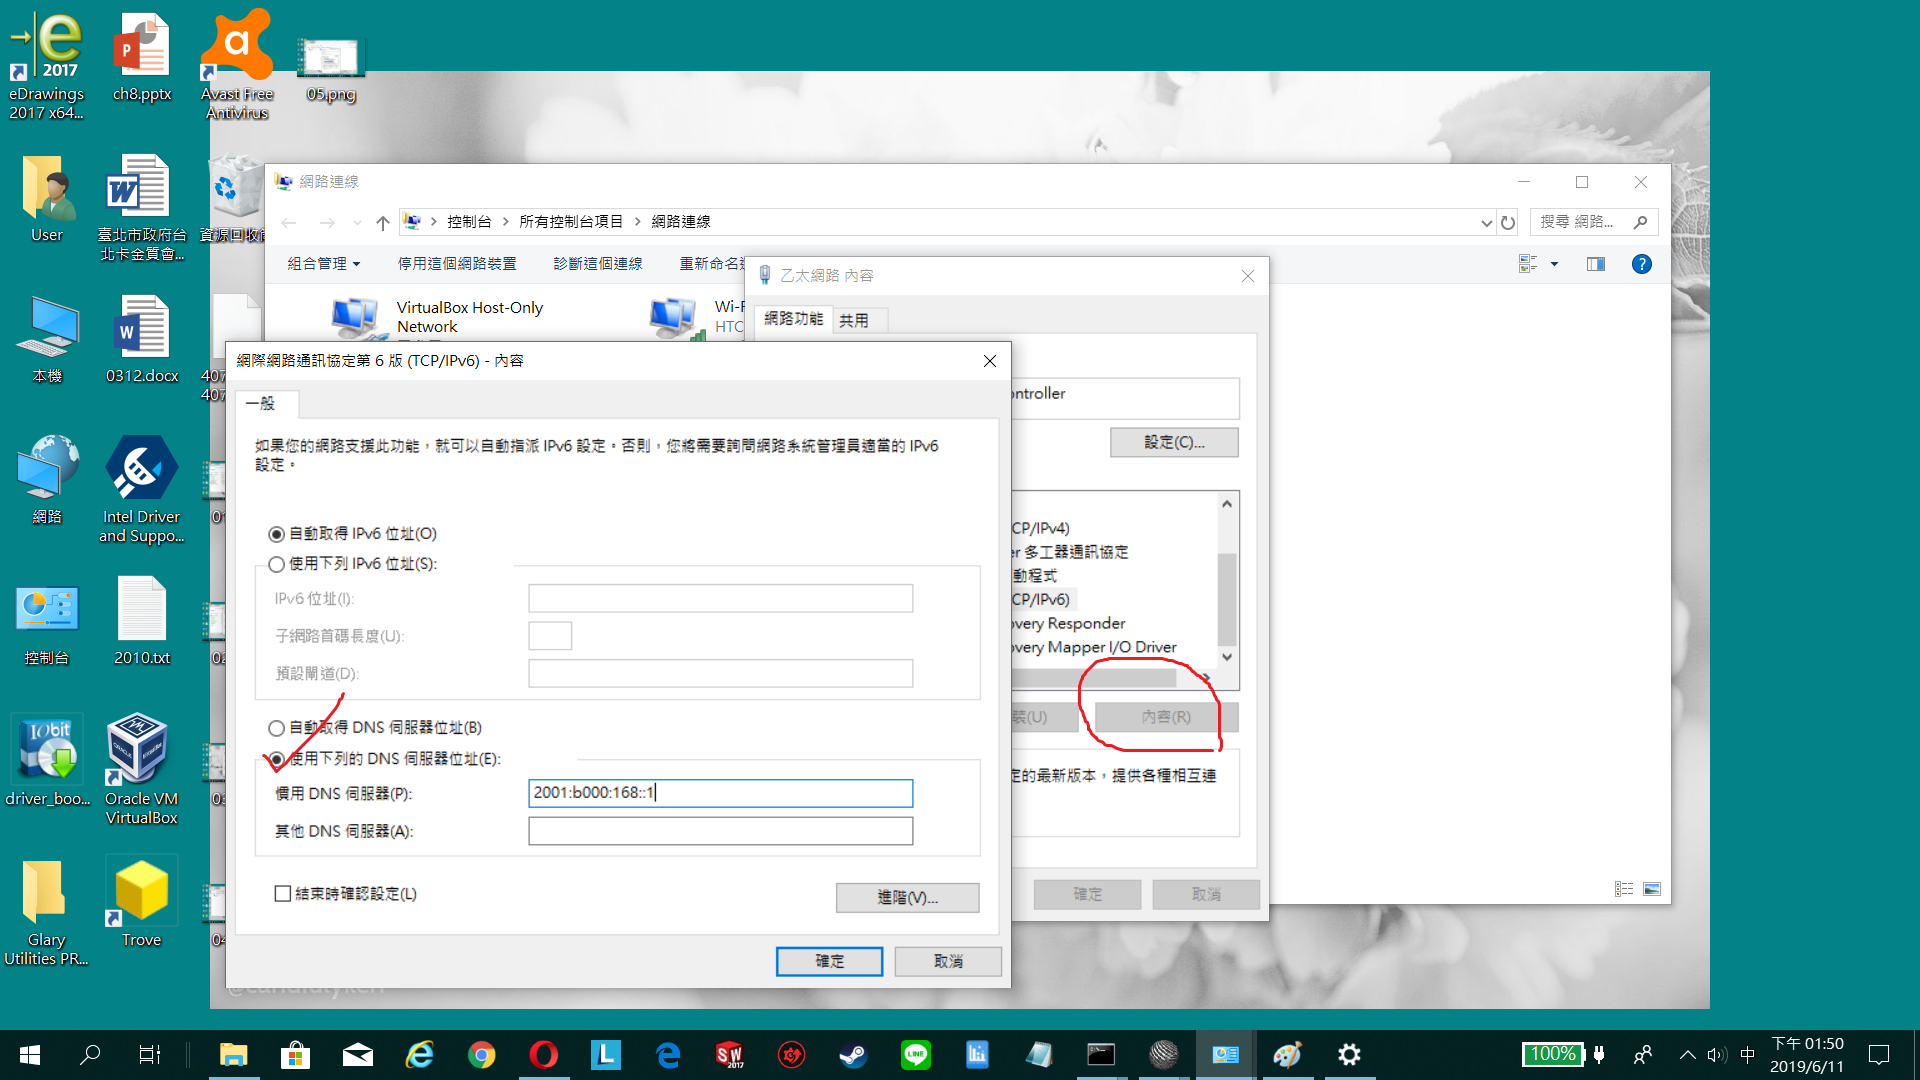 eDrawings
2017 x64...
ch8.pptx
Avast Free
Antivirus
05.png
User
臺北市政府台
北卡金質會...
本機
0312.docx
網路
Intel Driver
and Suppo...
控制台
2010.txt
driver_boo...
Oracle VM
VirtualBox
Glary
Utilities PR...
Trove
網路連線
控制台 > 所有控制台項目 > 網路連線
搜尋 網路...
組合管理
停用這個網路裝置
診斷這個連線
重新命名
VirtualBox Host-Only
Network
HTC
乙太網路 內容
網路功能
共用
ontroller
設定(C)...
CP/IPv4)
er 多工器通訊協定
動程式
CP/IPv6)
overy Responder
overy Mapper I/O Driver
裝(U)
內容(R)
定的最新版本，提供各種相互連
確定
取消
網際網路通訊協定第 6 版 (TCP/IPv6) - 內容
一般
如果您的網路支援此功能，就可以自動指派 IPv6 設定。否則，您將需要詢問網路系統管理員適當的 IPv6
設定。
自動取得 IPv6 位址(O)
使用下列 IPv6 位址(S):
IPv6 位址(I):
子網路首碼長度(U):
預設閘道(D):
自動取得 DNS 伺服器位址(B)
使用下列的 DNS 伺服器位址(E):
慣用 DNS 伺服器(P):
2001:b000:168::1
其他 DNS 伺服器(A):
結束時確認設定(L)
進階(V)...
確定
取消
100%
中
下午 01:50
2019/6/11